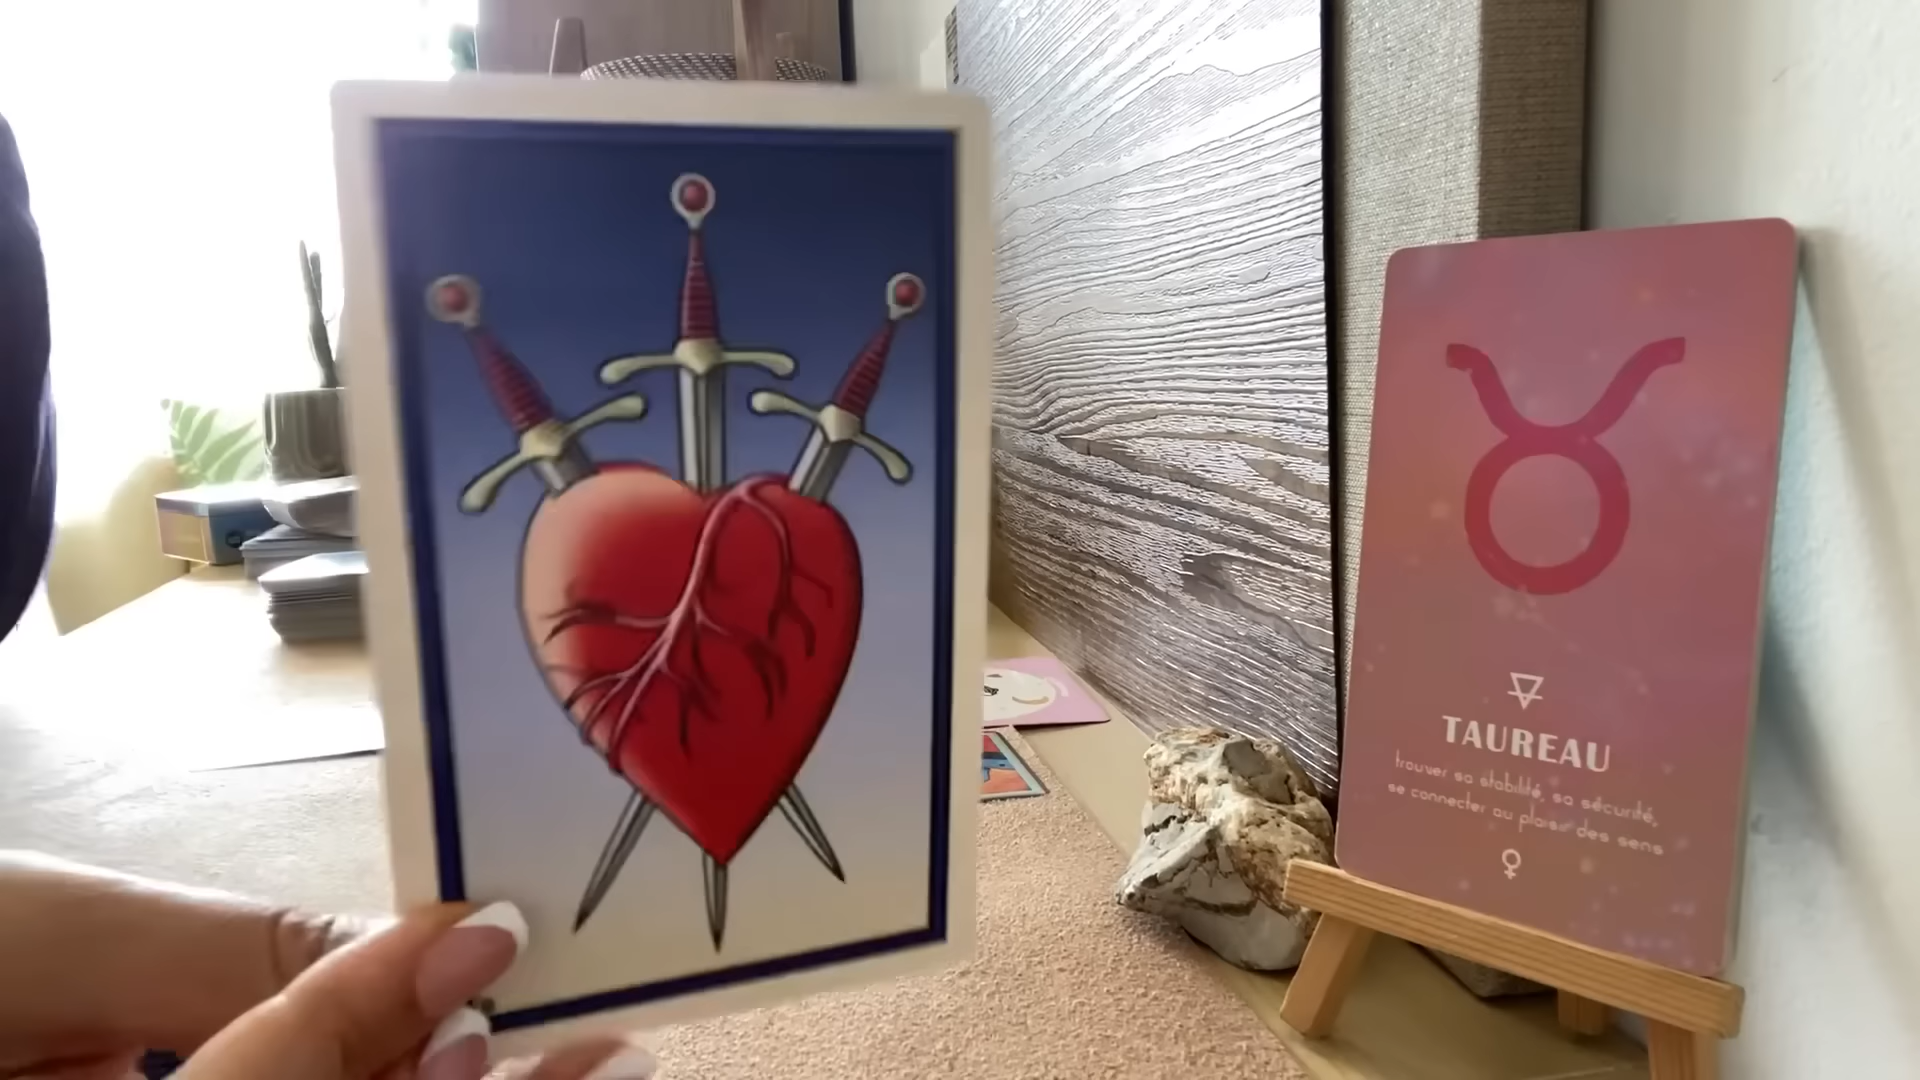 TAUREAU
trouver sa stabilité, sa sécurité,
se connecter au plaisir des sens